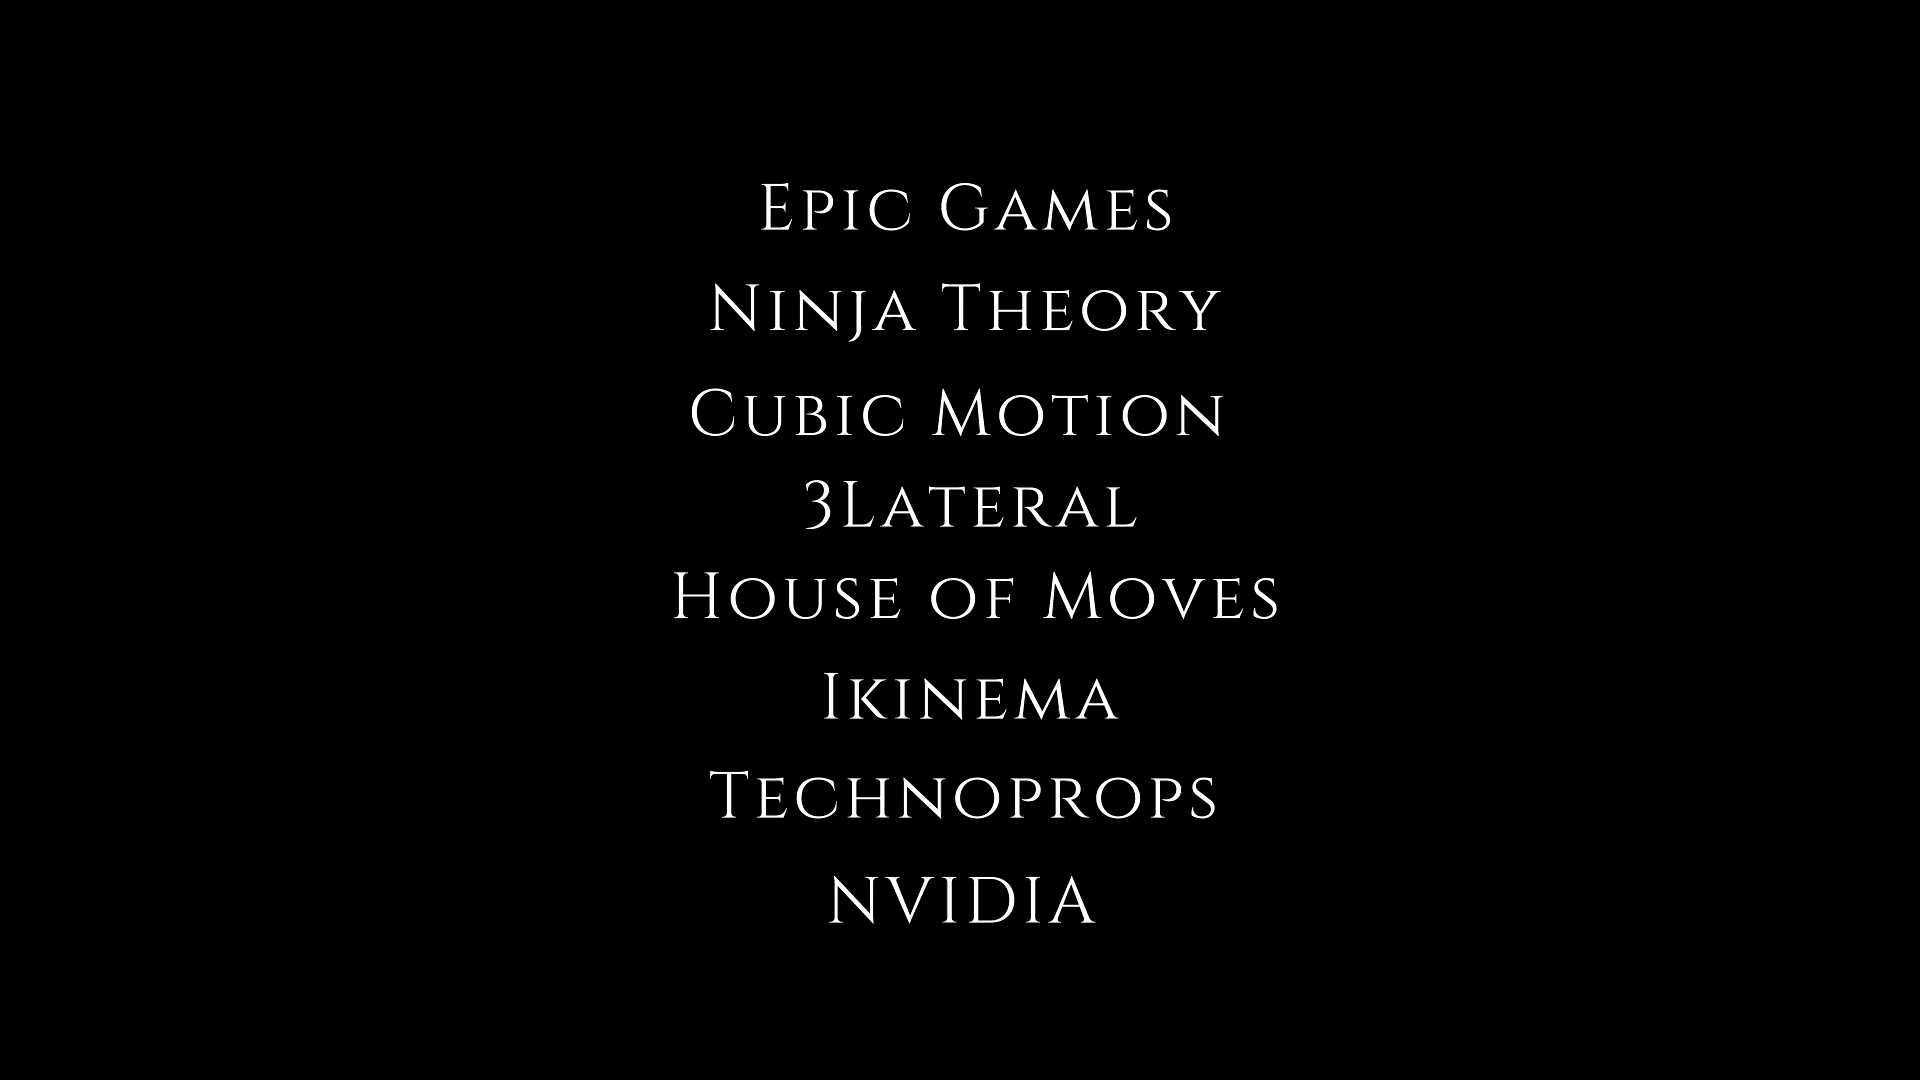 Epic Games
Ninja Theory
Cubic Motion
3Lateral
House of Moves
Ikinema
Technoprops
NVIDIA